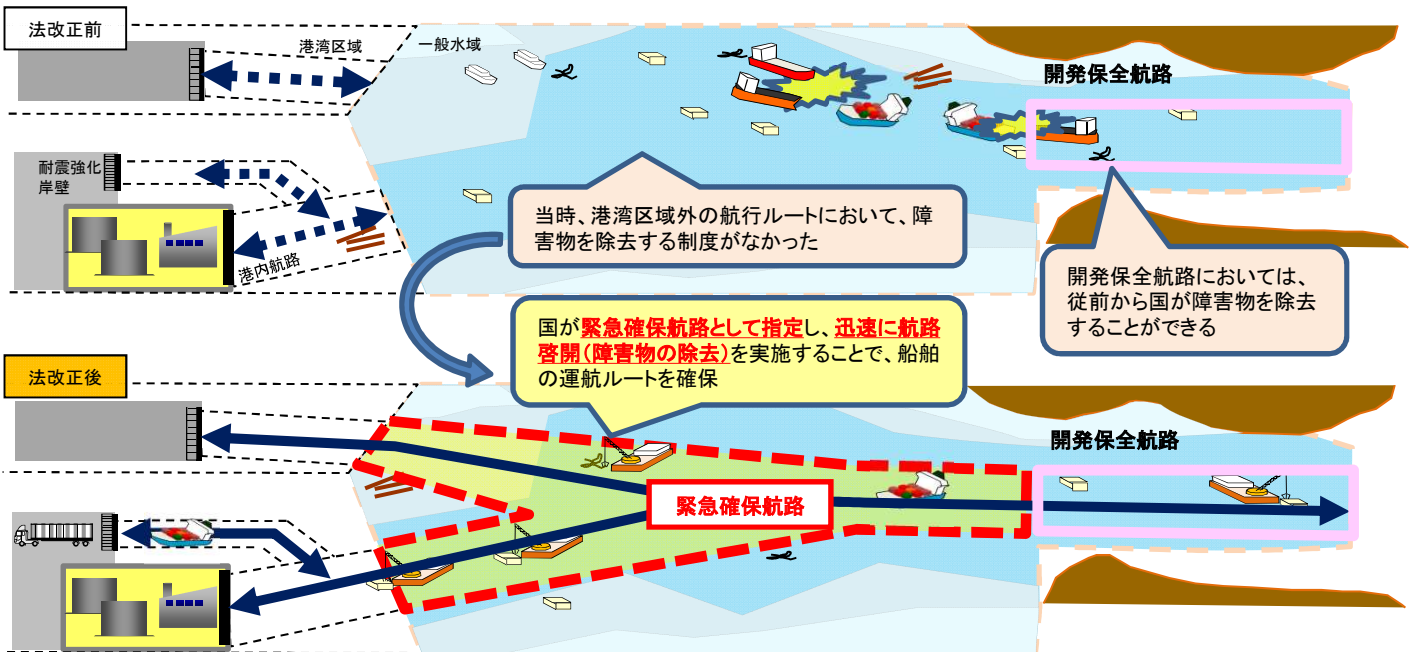 法改正前
港湾区域
一般水域
開発保全航路
耐震強化
岸壁
港内航路
当時、港湾区域外の航行ルートにおいて、障
害物を除去する制度がなかった
開発保全航路においては、
従前から国が障害物を除去
することができる
国が緊急確保航路として指定し、迅速に航路
啓開(障害物の除去)を実施することで、船舶
の運航ルートを確保
法改正後
開発保全航路
緊急確保航路